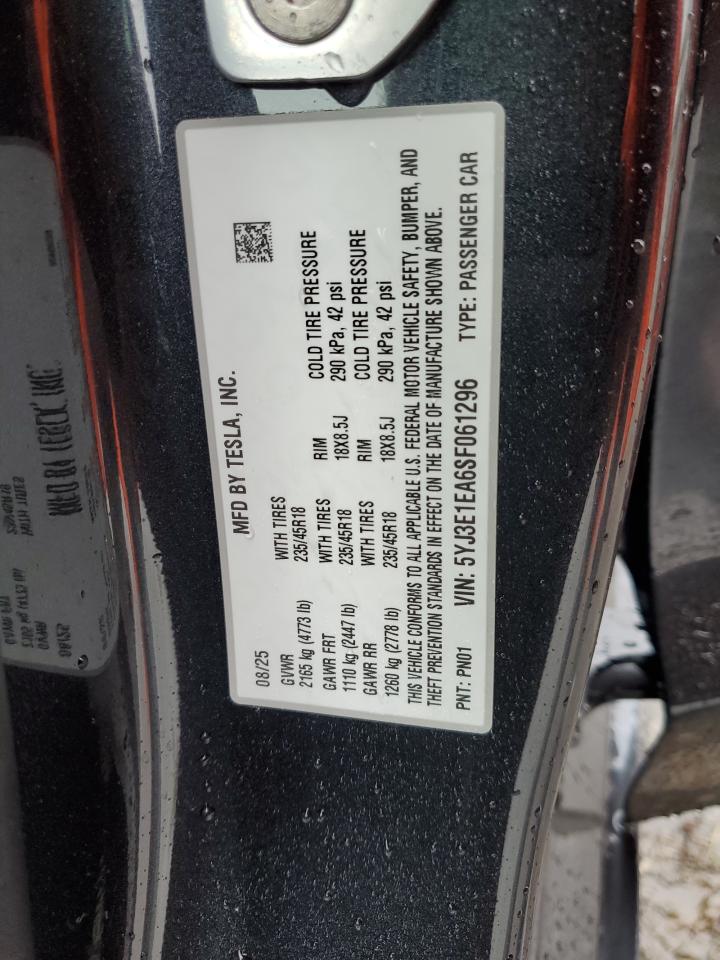 MFD BY TESLA, INC.
08/25
GVWR WITH TIRES RIM COLD TIRE PRESSURE
2165 kg (4773 lb) 235/45R18
GAWR FRT WITH TIRES RIM COLD TIRE PRESSURE
1110 kg (2447 lb) 235/45R18 18X8.5J 290 kPa, 42 psi
GAWR RR WITH TIRES RIM COLD TIRE PRESSURE
1260 kg (2778 lb) 235/45R18 18X8.5J 290 kPa, 42 psi
THIS VEHICLE CONFORMS TO ALL APPLICABLE U.S. FEDERAL MOTOR VEHICLE SAFETY, BUMPER, AND
THEFT PREVENTION STANDARDS IN EFFECT ON THE DATE OF MANUFACTURE SHOWN ABOVE.
PNT: PN01 VIN: 5YJ3E1EA6SF061296 TYPE: PASSENGER CAR